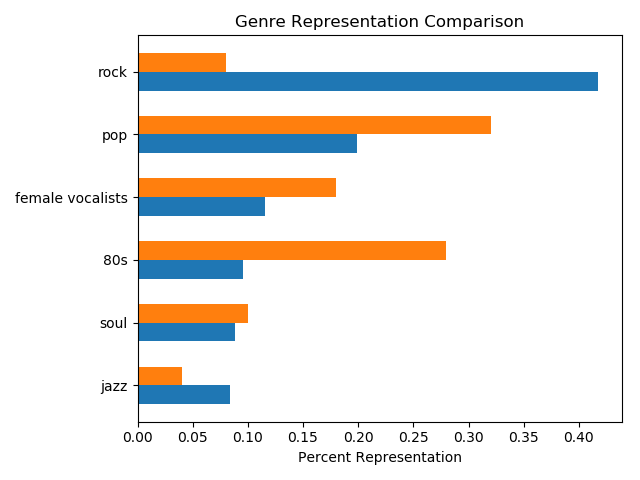 Genre Representation Comparison
rock
pop
female vocalists
80s
soul
jazz
0.00 0.05 0.10 0.15 0.20 0.25 0.30 0.35 0.40
Percent Representation